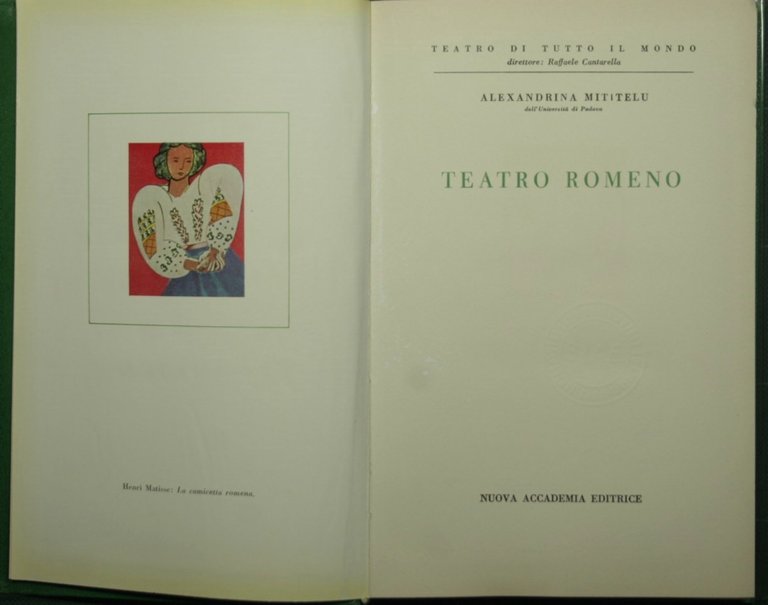 Henri Matisse: La camicetta romena.
TEATRO DI TUTTO IL MONDO
direttore: Raffaele Cantarella
ALEXANDRINA MITITELU
dell'Università di Padova
TEATRO ROMENO
NUOVA ACCADEMIA EDITRICE